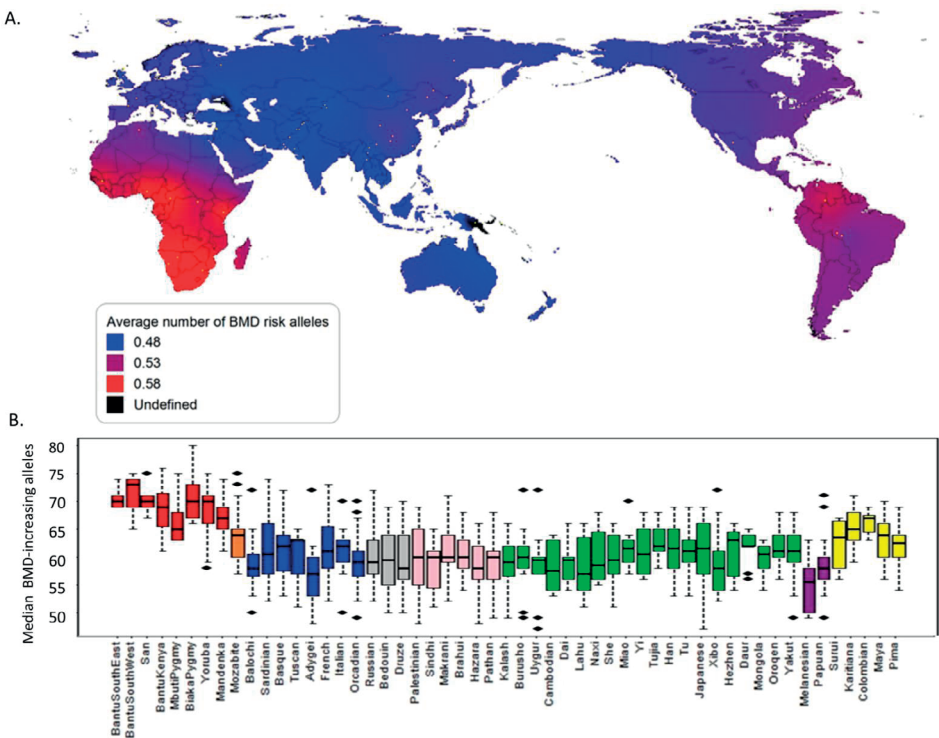 A.
Average number of BMD risk alleles
0.48
0.53
0.58
Undefined
B.
Median BMD-increasing alleles
80
75
70
65
60
55
50
BantuSouthEast
BantuSouthWest
San
BantuKenya
MbutiPygmy
BiakaPygmy
Yoruba
Mandenka
Mozabite
Balochi
Sardinian
Basque
Tuscan
Adygei
French
Italian
Orcadian
Russian
Bedouin
Druze
Palestinian
Sindhi
Makrani
Brahui
Hazara
Pathan
Kalash
Burusho
Uygur
Cambodan
Dai
Lahu
Naxi
She
Miao
Yi
Tujia
Han
Tu
Japanese
Xibo
Hezhen
Daur
Mongola
Oroqen
Yakut
Melanesian
Papuan
Surui
Karitiana
Colombian
Maya
Pima